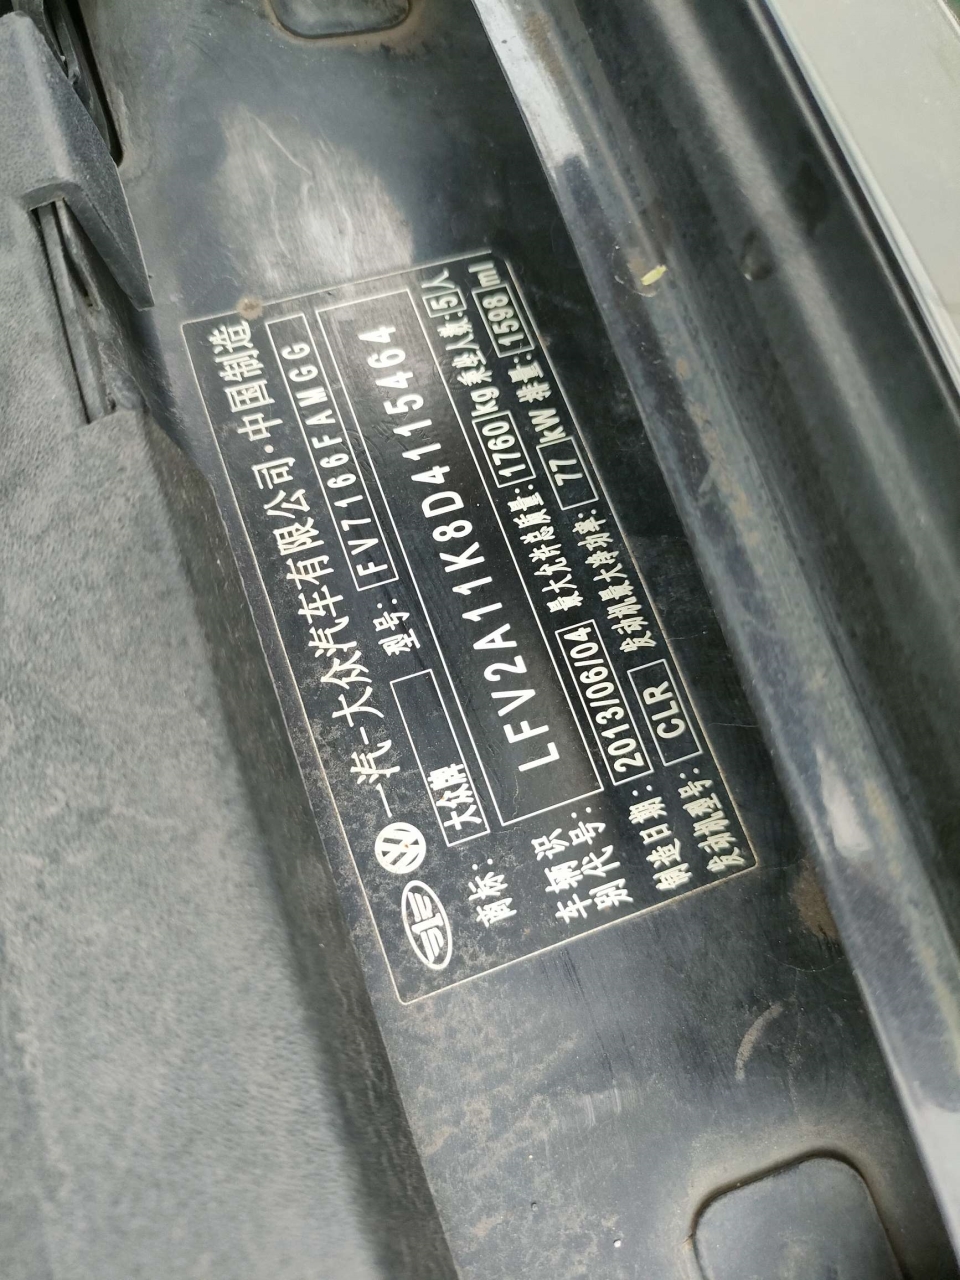 一汽-大众汽车有限公司·中国制造
商标: 大众牌 型号: FV7166FAMGG
车辆识别代号: LFV2A11K8D4115464
制造日期: 2013/06/04 最大允许总质量: 1760 kg 乘坐人数: 5 人
发动机型号: CLR 发动机最大净功率: 77 kW 排量: 1598 ml